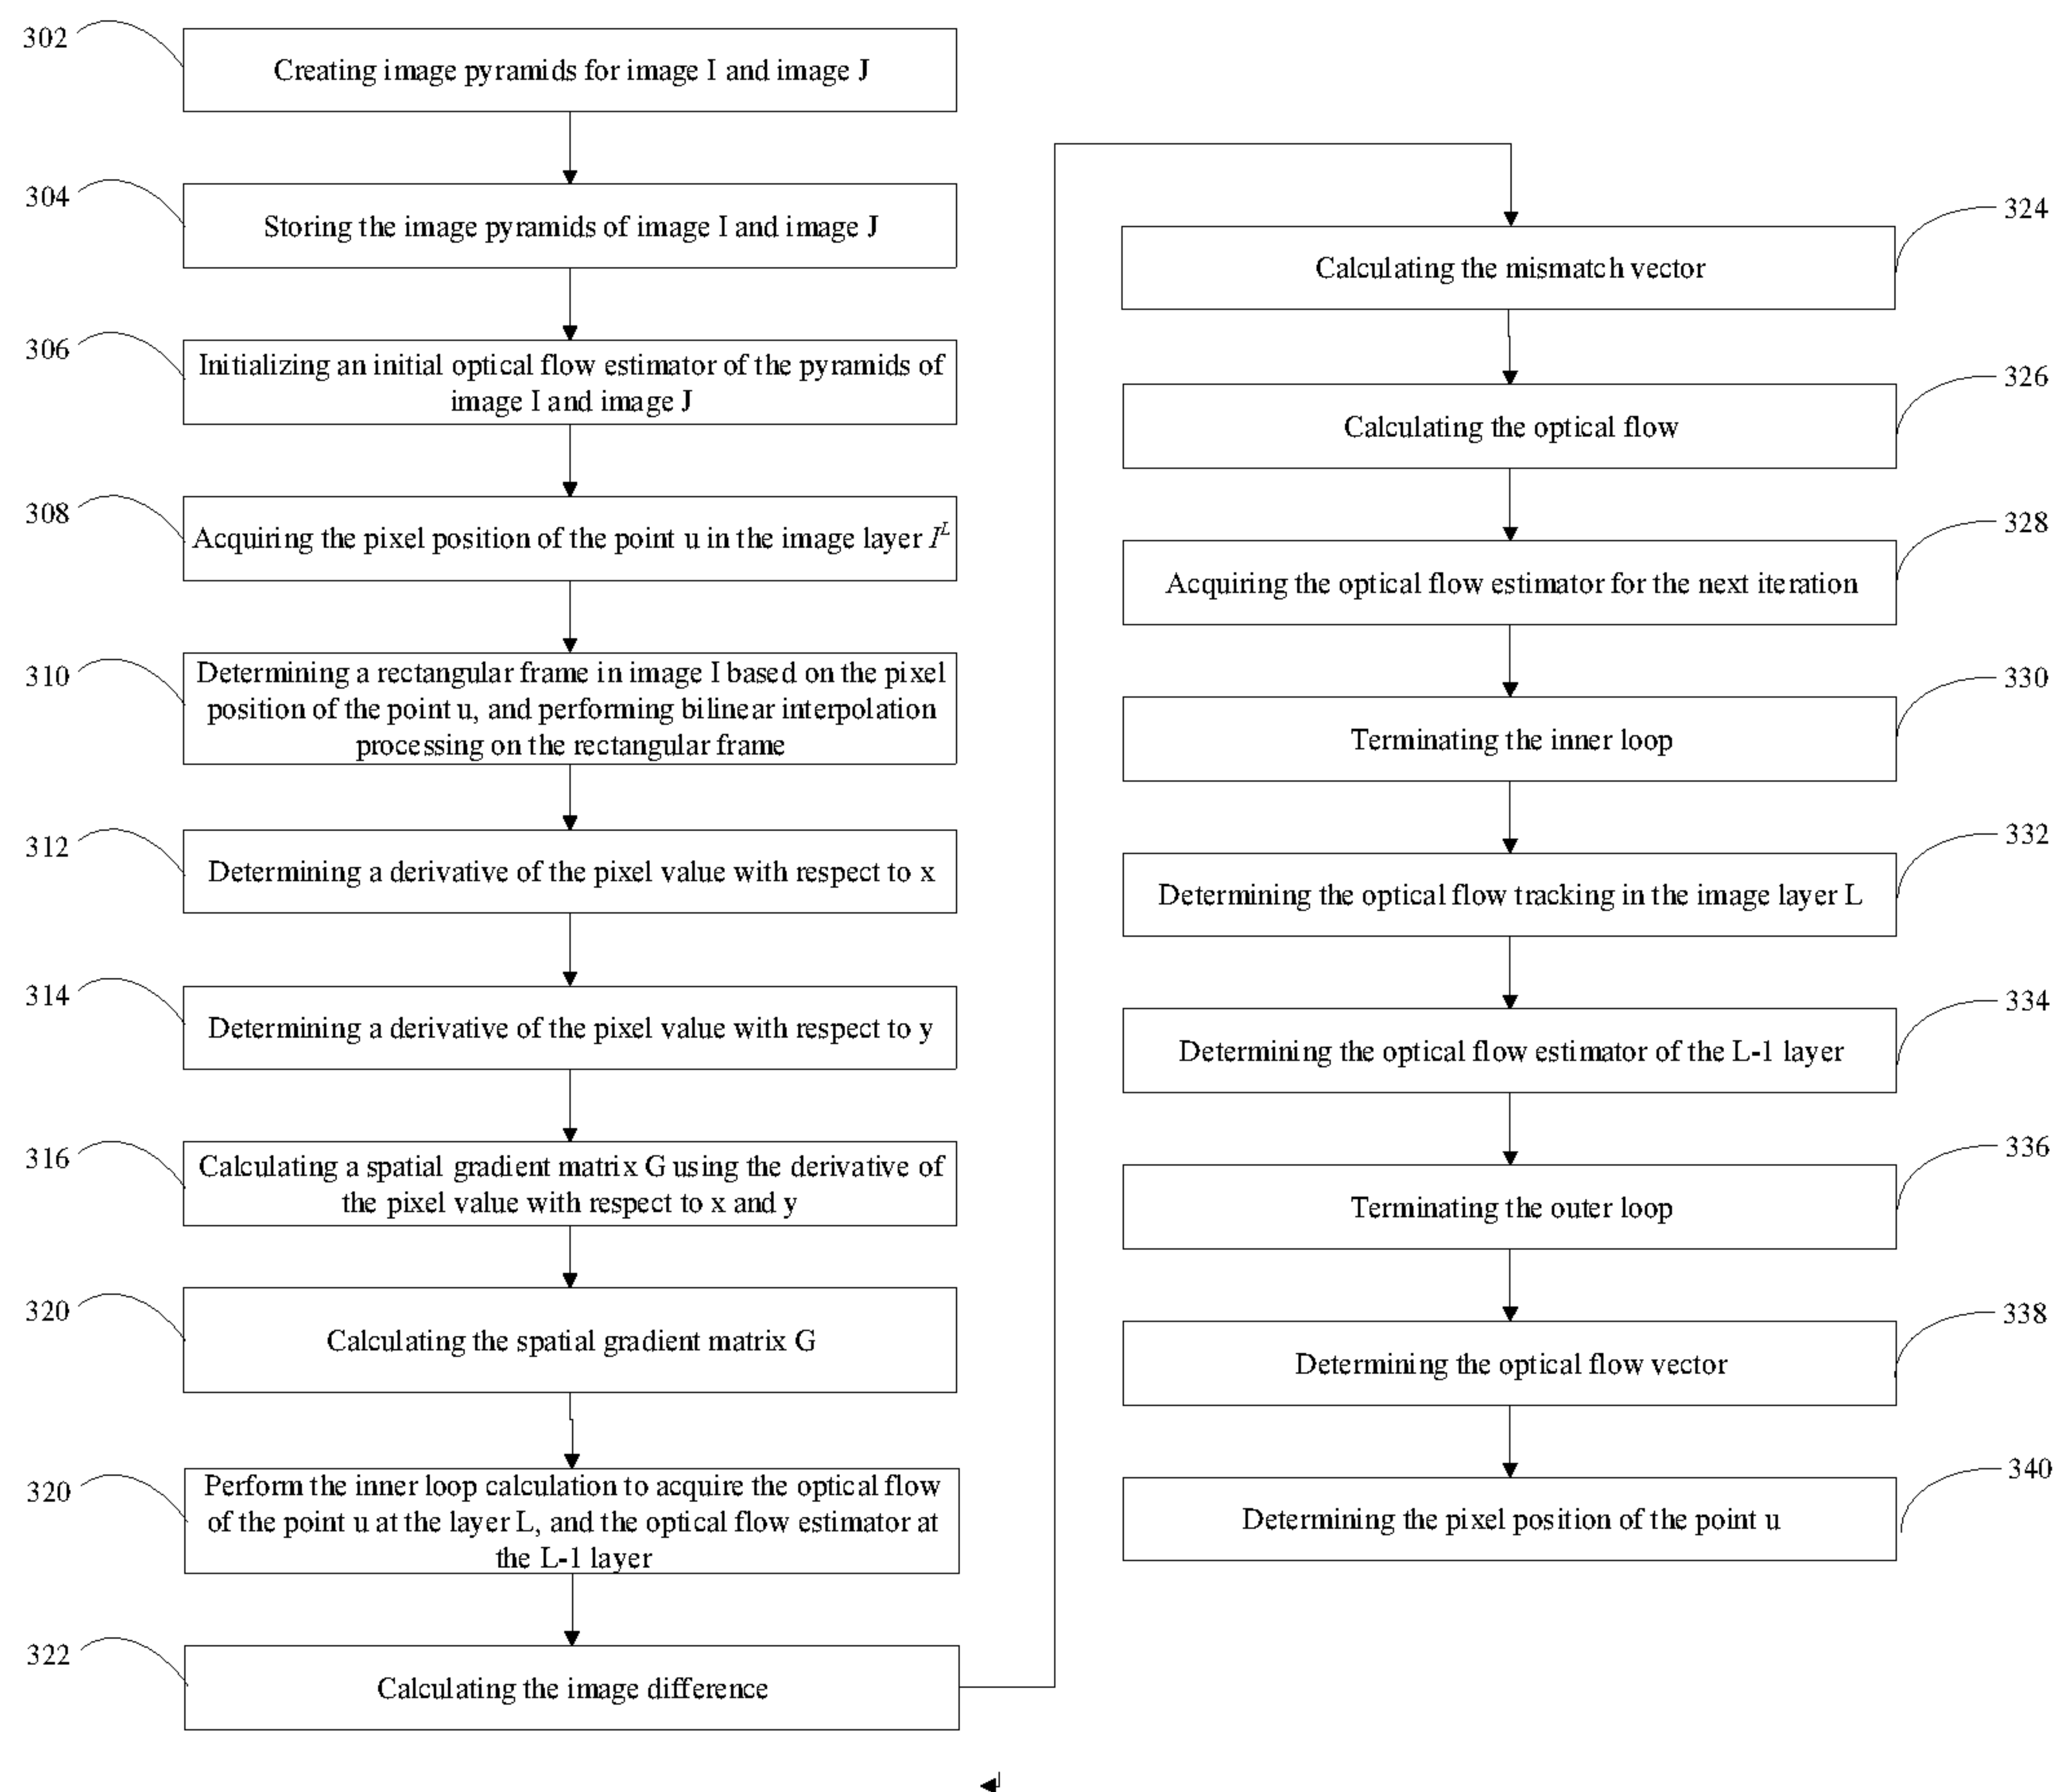 302
Creating image pyramids for image I and image J
304
Storing the image pyramids of image I and image J
306
Initializing an initial optical flow estimator of the pyramids of
image I and image J
308
Acquiring the pixel position of the point u in the image layer I^L
310
Determining a rectangular frame in image I based on the pixel
position of the point u, and performing bilinear interpolation
processing on the rectangular frame
312
Determining a derivative of the pixel value with respect to x
314
Determining a derivative of the pixel value with respect to y
316
Calculating a spatial gradient matrix G using the derivative of
the pixel value with respect to x and y
320
Calculating the spatial gradient matrix G
320
Perform the inner loop calculation to acquire the optical flow
of the point u at the layer L, and the optical flow estimator at
the L-1 layer
322
Calculating the image difference
324
Calculating the mismatch vector
326
Calculating the optical flow
328
Acquiring the optical flow estimator for the next iteration
330
Terminating the inner loop
332
Determining the optical flow tracking in the image layer L
334
Determining the optical flow estimator of the L-1 layer
336
Terminating the outer loop
338
Determining the optical flow vector
340
Determining the pixel position of the point u